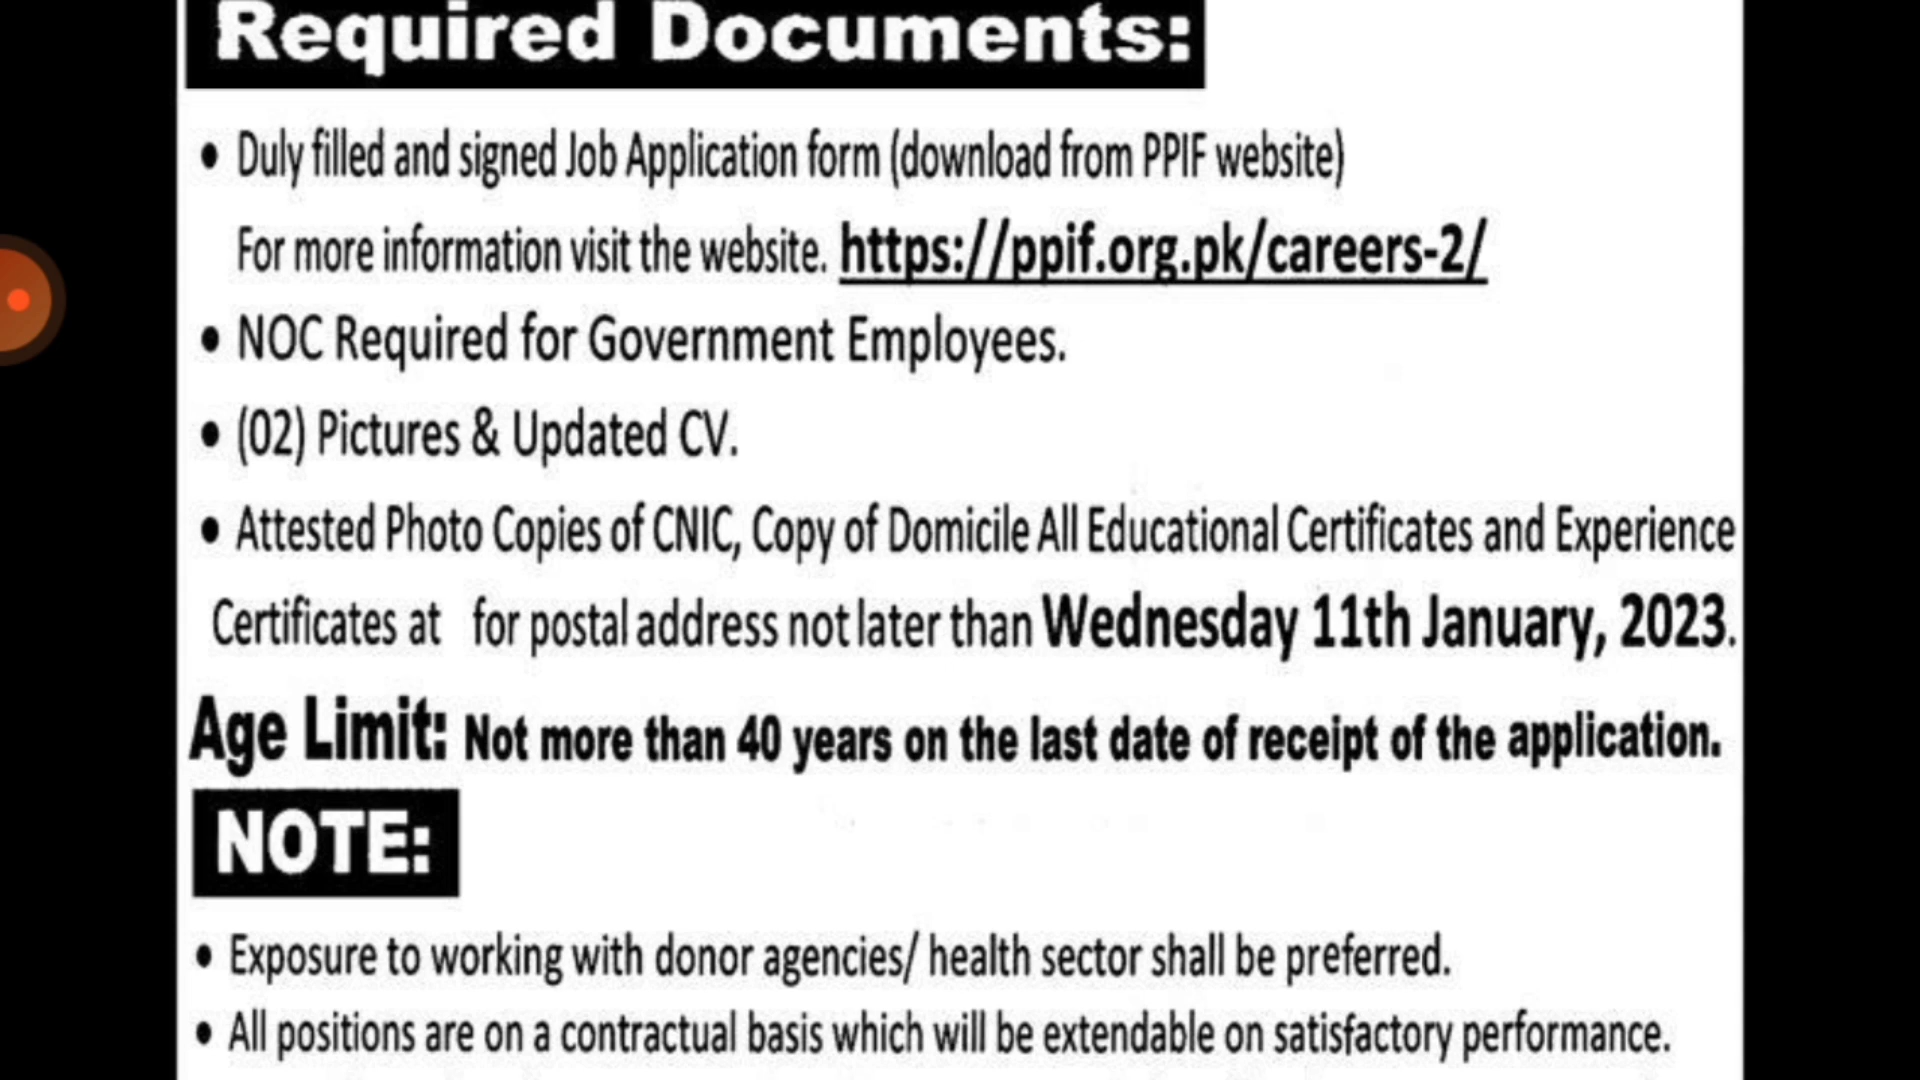 Required Documents:
• Duly filled and signed Job Application form (download from PPIF website)
For more information visit the website. https://ppif.org.pk/careers-2/
• NOC Required for Government Employees.
• (02) Pictures & Updated CV.
• Attested Photo Copies of CNIC, Copy of Domicile All Educational Certificates and Experience
Certificates at for postal address not later than Wednesday 11th January, 2023.
Age Limit: Not more than 40 years on the last date of receipt of the application.
NOTE:
• Exposure to working with donor agencies/ health sector shall be preferred.
• All positions are on a contractual basis which will be extendable on satisfactory performance.